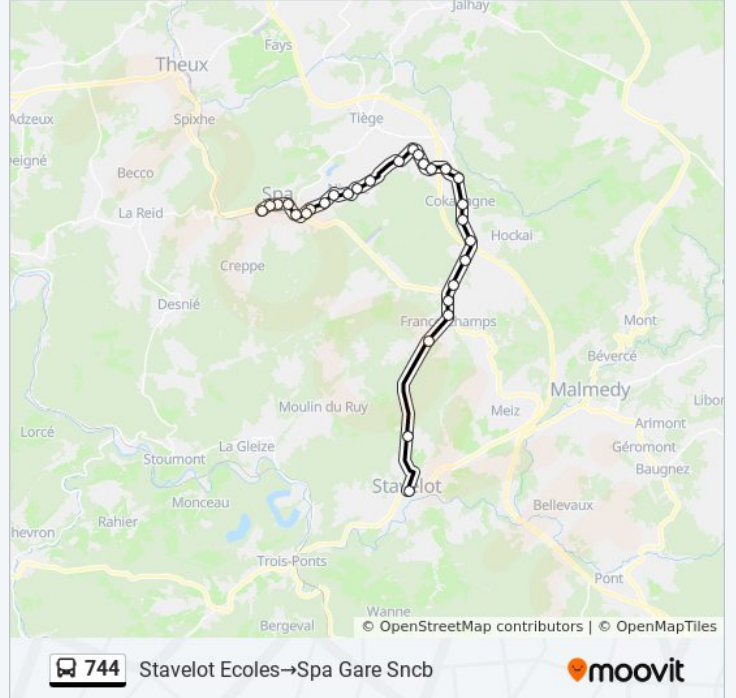 Jalhay
Fays
Theux
Adzeux
Spixhe
Tiège
eigné
Becco
Spa
La Reid
Cokaigne
Hockai
Creppe
Desnié
Francorchamps
Mont
Bévercé
Malmedy
Libor
Moulin du Ruy
Meiz
Arimont
Lorcé
La Gleize
Géromont
Stoumont
Baugnez
Stavelot
Monceau
Bellevaux
Rahier
hevron
Trois-Ponts
Pont
Wanne
Bergeval
© OpenStreetMap contributors | © OpenMapTiles
744 Stavelot Ecoles→Spa Gare Sncb
moovit